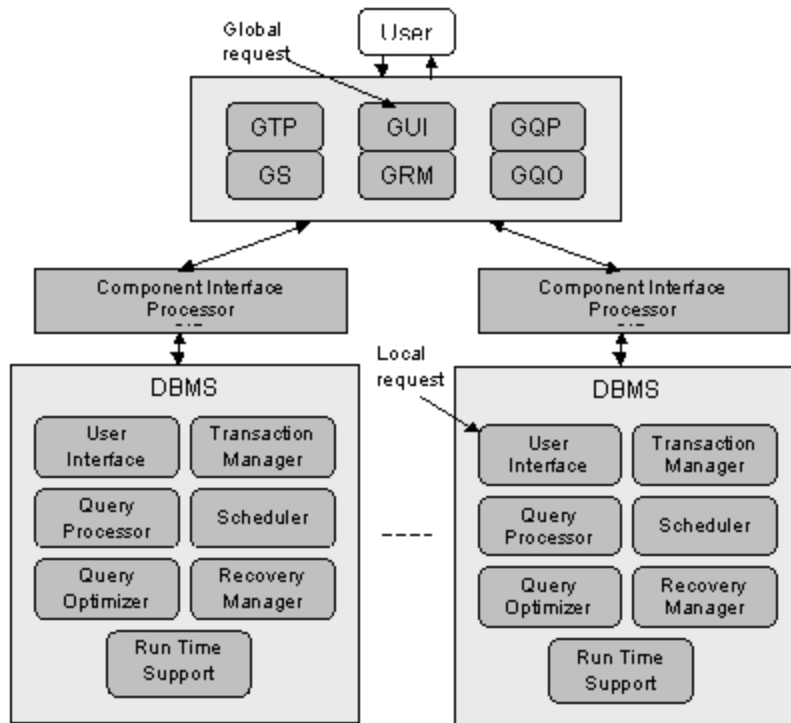 Global
request
User
GTP
GUI
GQP
GS
GRM
GQO
Component Interface
Processor
Component Interface
Processor
Local
request
DBMS
User
Interface
Transaction
Manager
Query
Processor
Scheduler
Query
Optimizer
Recovery
Manager
Run Time
Support
DBMS
User
Interface
Transaction
Manager
Query
Processor
Scheduler
Query
Optimizer
Recovery
Manager
Run Time
Support